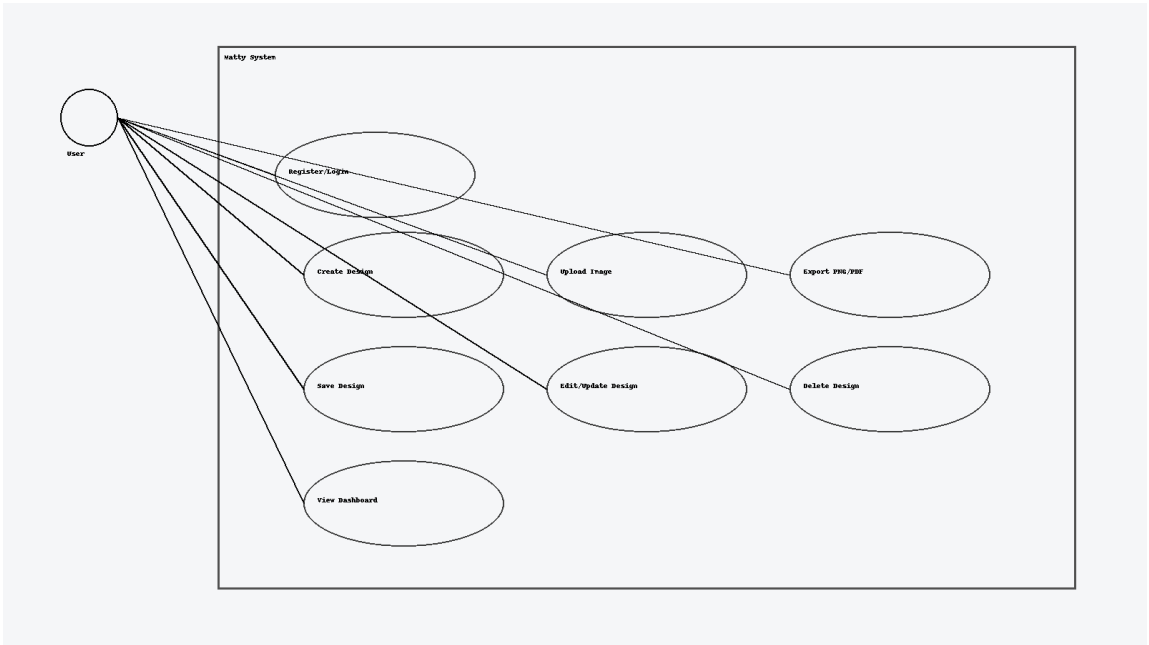 Matty System
User
Register/Login
Create Design
Upload Image
Export PNG/PDF
Save Design
Edit/Update Design
Delete Design
View Dashboard